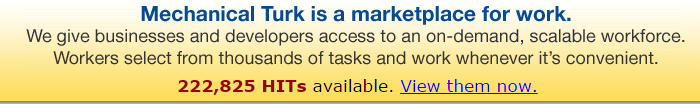 Mechanical Turk is a marketplace for work.
We give businesses and developers access to an on-demand, scalable workforce.
Workers select from thousands of tasks and work whenever it's convenient.
222,825 HITs available. View them now.